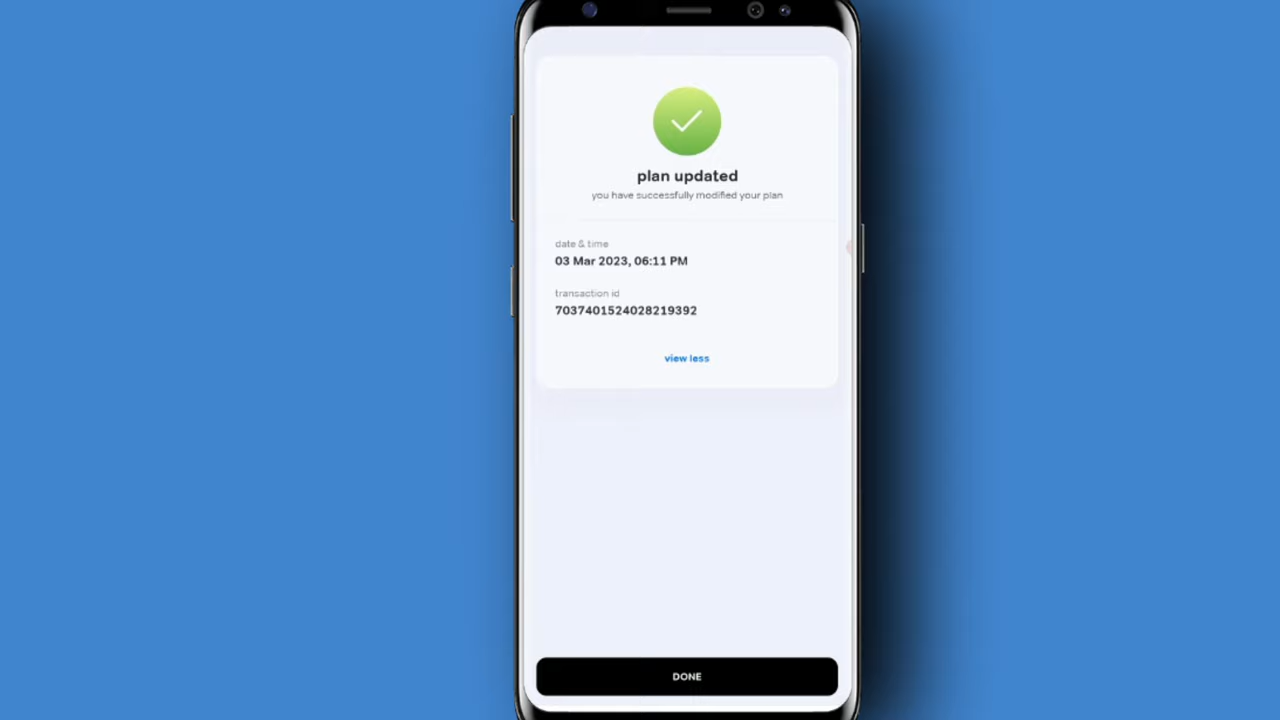 plan updated
you have successfully modified your plan
date & time
03 Mar 2023, 06:11 PM
transaction id
7037401524028219392
view less
DONE